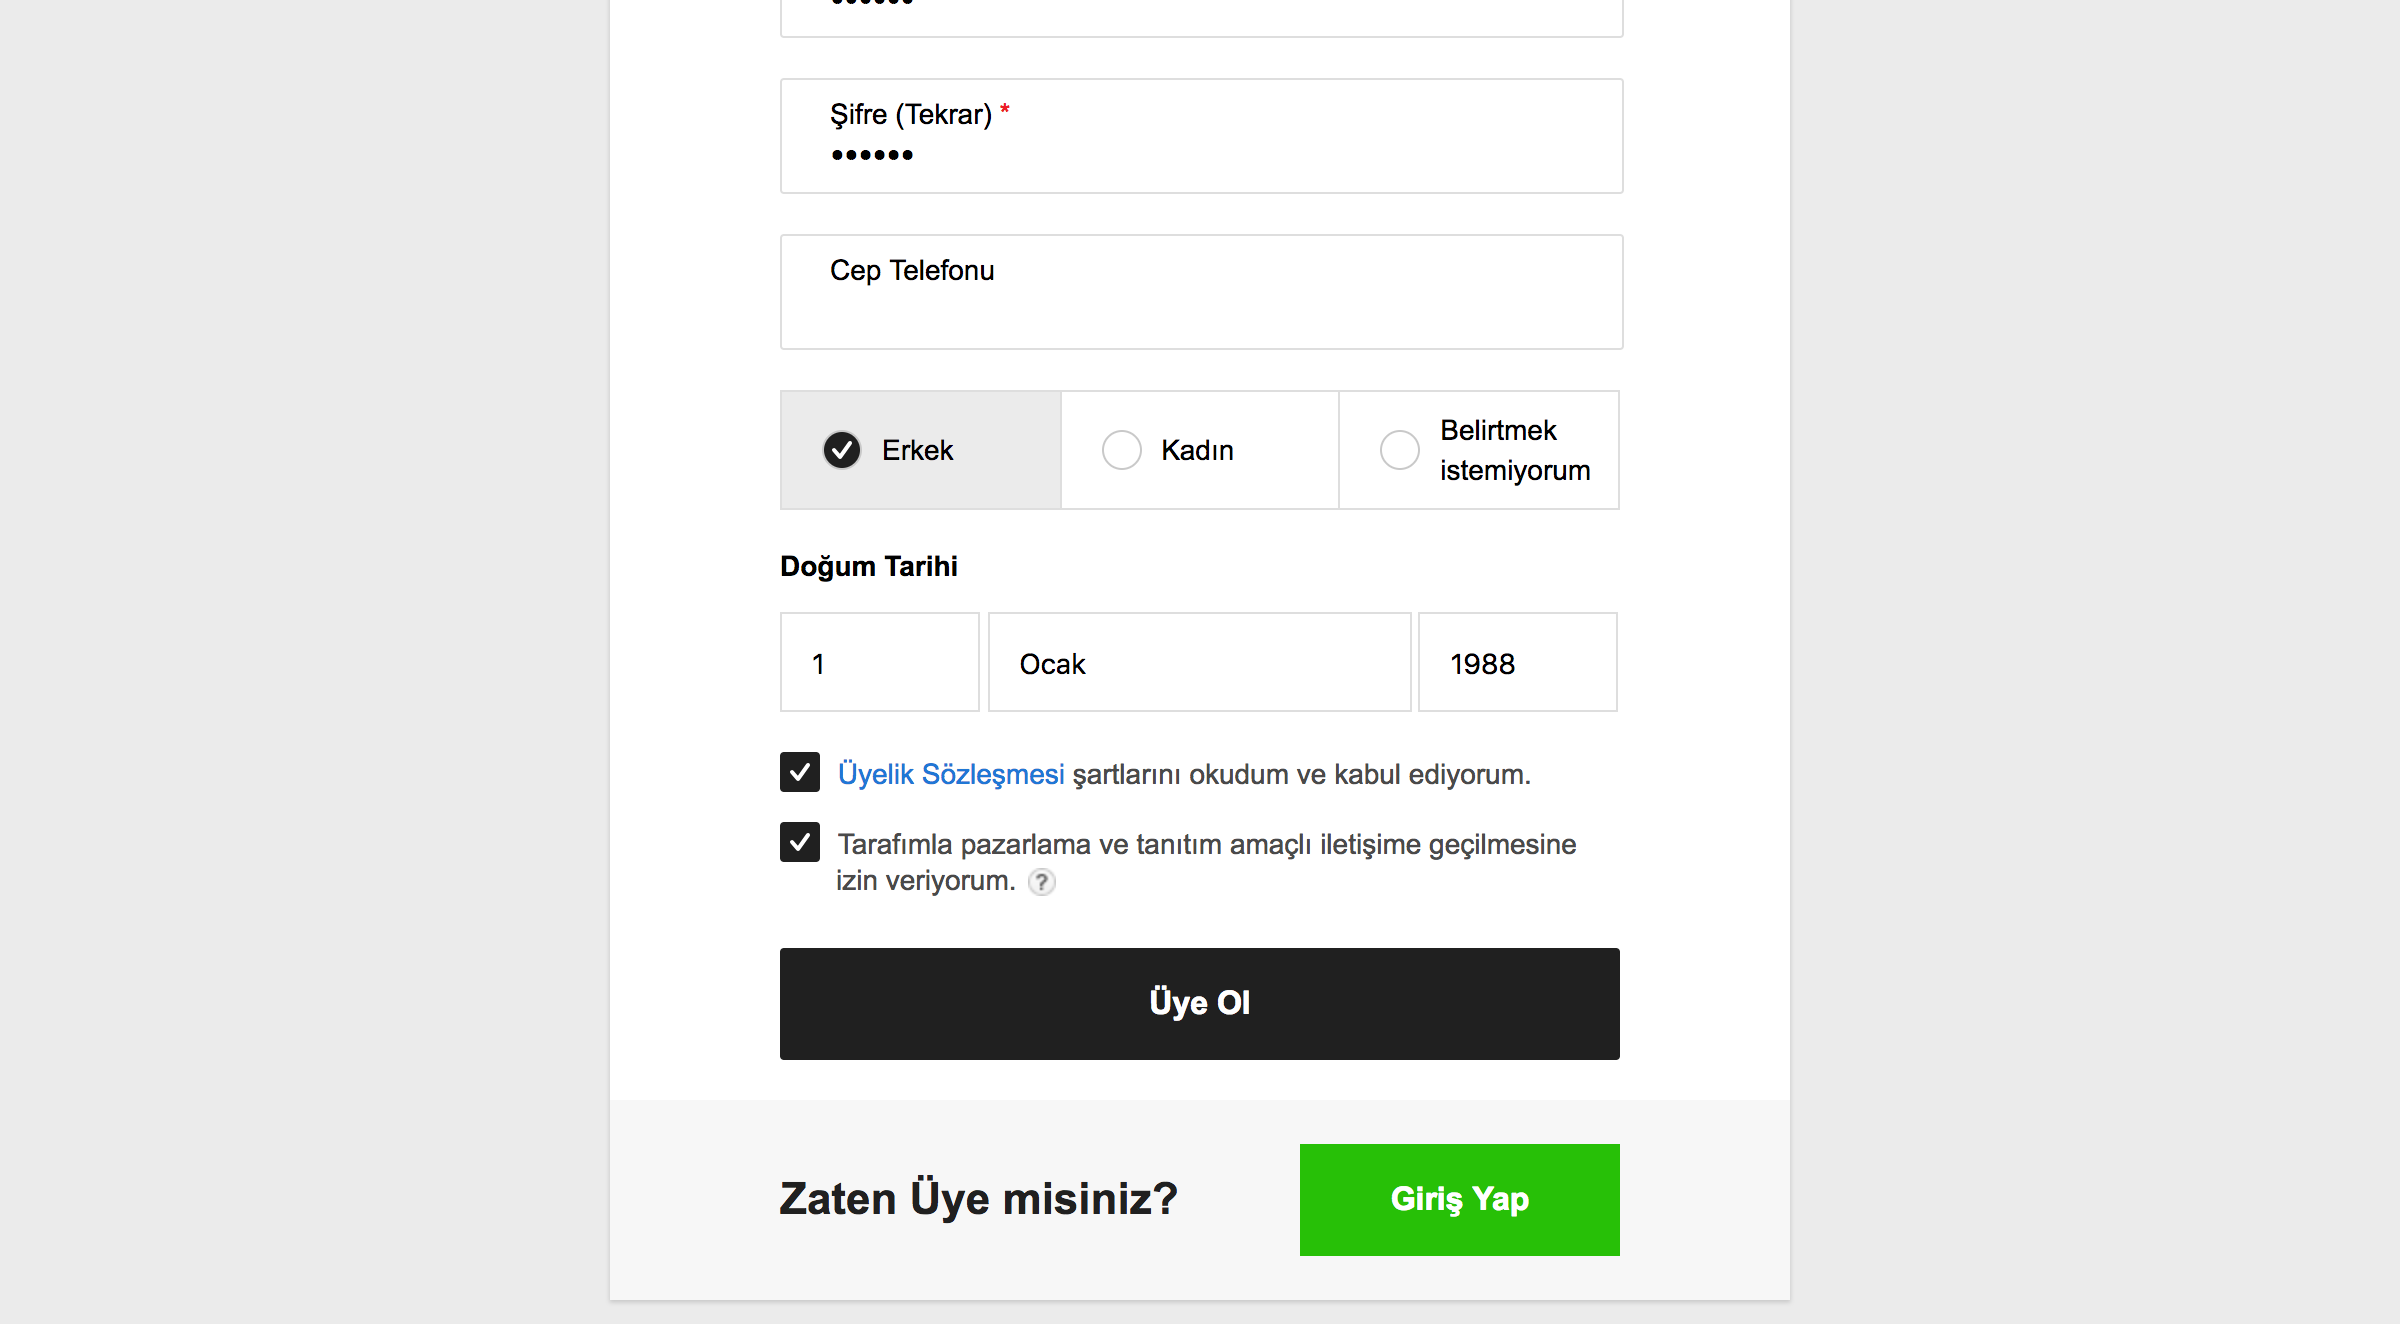 ••••••
Şifre (Tekrar) *
••••••
Cep Telefonu
Erkek
Kadın
Belirtmek
istemiyorum
Doğum Tarihi
1 Ocak 1988
Üyelik Sözleşmesi şartlarını okudum ve kabul ediyorum.
Tarafımla pazarlama ve tanıtım amaçlı iletişime geçilmesine
izin veriyorum. ?
Üye Ol
Zaten Üye misiniz?
Giriş Yap